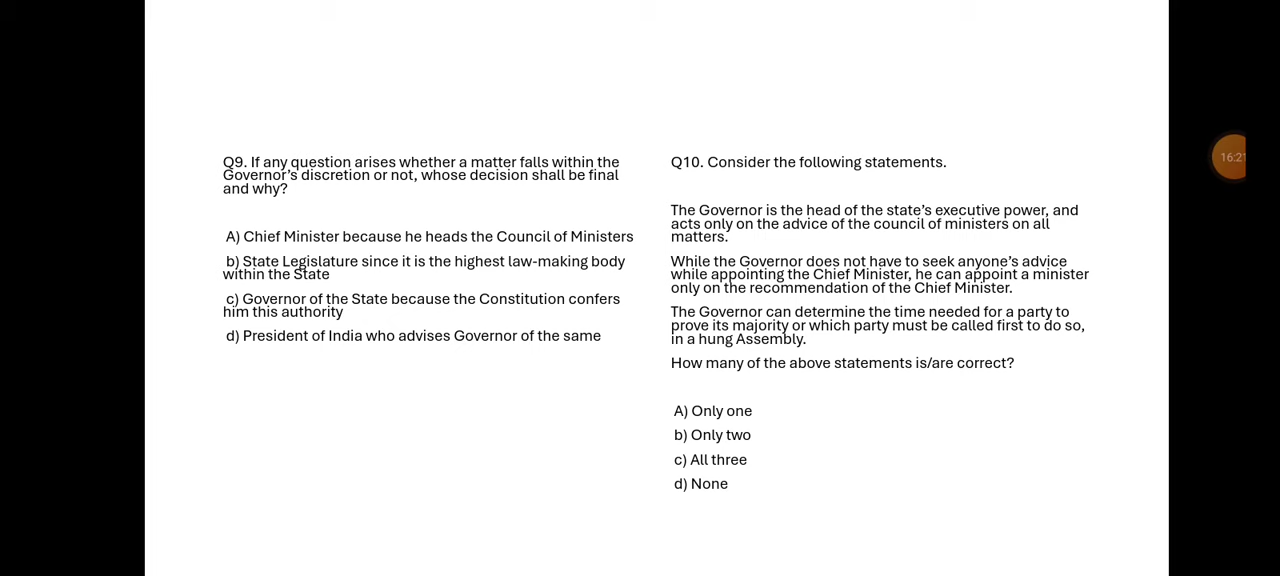 Q9. If any question arises whether a matter falls within the
Governor's discretion or not, whose decision shall be final
and why?
A) Chief Minister because he heads the Council of Ministers
b) State Legislature since it is the highest law-making body
within the State
c) Governor of the State because the Constitution confers
him this authority
d) President of India who advises Governor of the same
Q10. Consider the following statements.
The Governor is the head of the state's executive power, and
acts only on the advice of the council of ministers on all
matters.
While the Governor does not have to seek anyone's advice
while appointing the Chief Minister, he can appoint a minister
only on the recommendation of the Chief Minister.
The Governor can determine the time needed for a party to
prove its majority or which party must be called first to do so,
in a hung Assembly.
How many of the above statements is/are correct?
A) Only one
b) Only two
c) All three
d) None
16:21